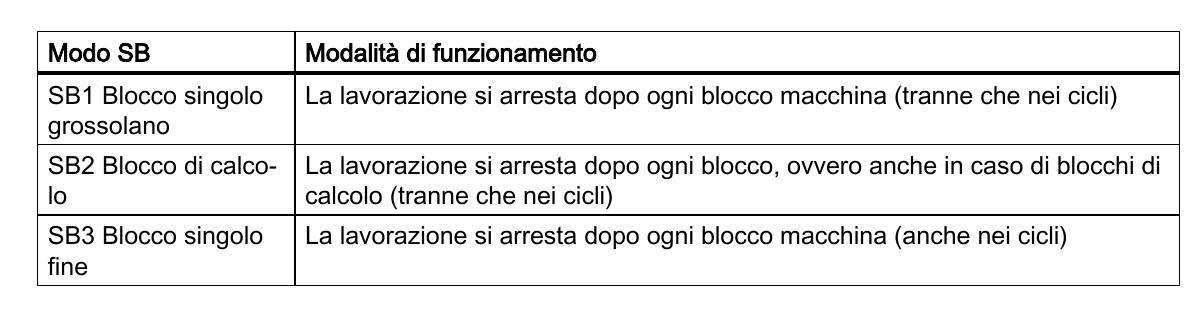 Modo SB
Modalità di funzionamento
SB1 Blocco singolo
grossolano
La lavorazione si arresta dopo ogni blocco macchina (tranne che nei cicli)
SB2 Blocco di calco-
lo
La lavorazione si arresta dopo ogni blocco, ovvero anche in caso di blocchi di
calcolo (tranne che nei cicli)
SB3 Blocco singolo
fine
La lavorazione si arresta dopo ogni blocco macchina (anche nei cicli)